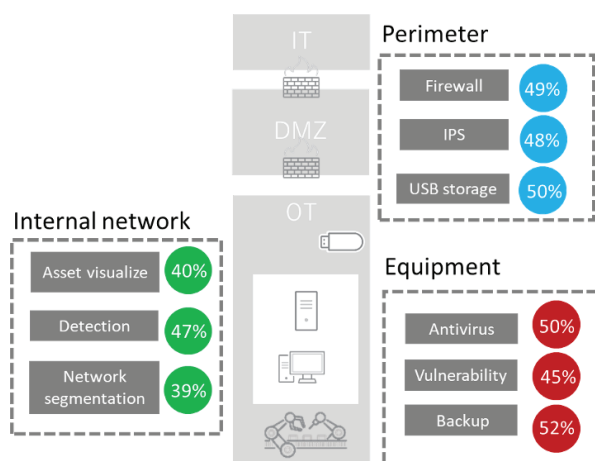 IT
DMZ
OT
Perimeter
Firewall
49%
IPS
48%
USB storage
50%
Internal network
Asset visualize
40%
Detection
47%
Network
segmentation
39%
Equipment
Antivirus
50%
Vulnerability
45%
Backup
52%